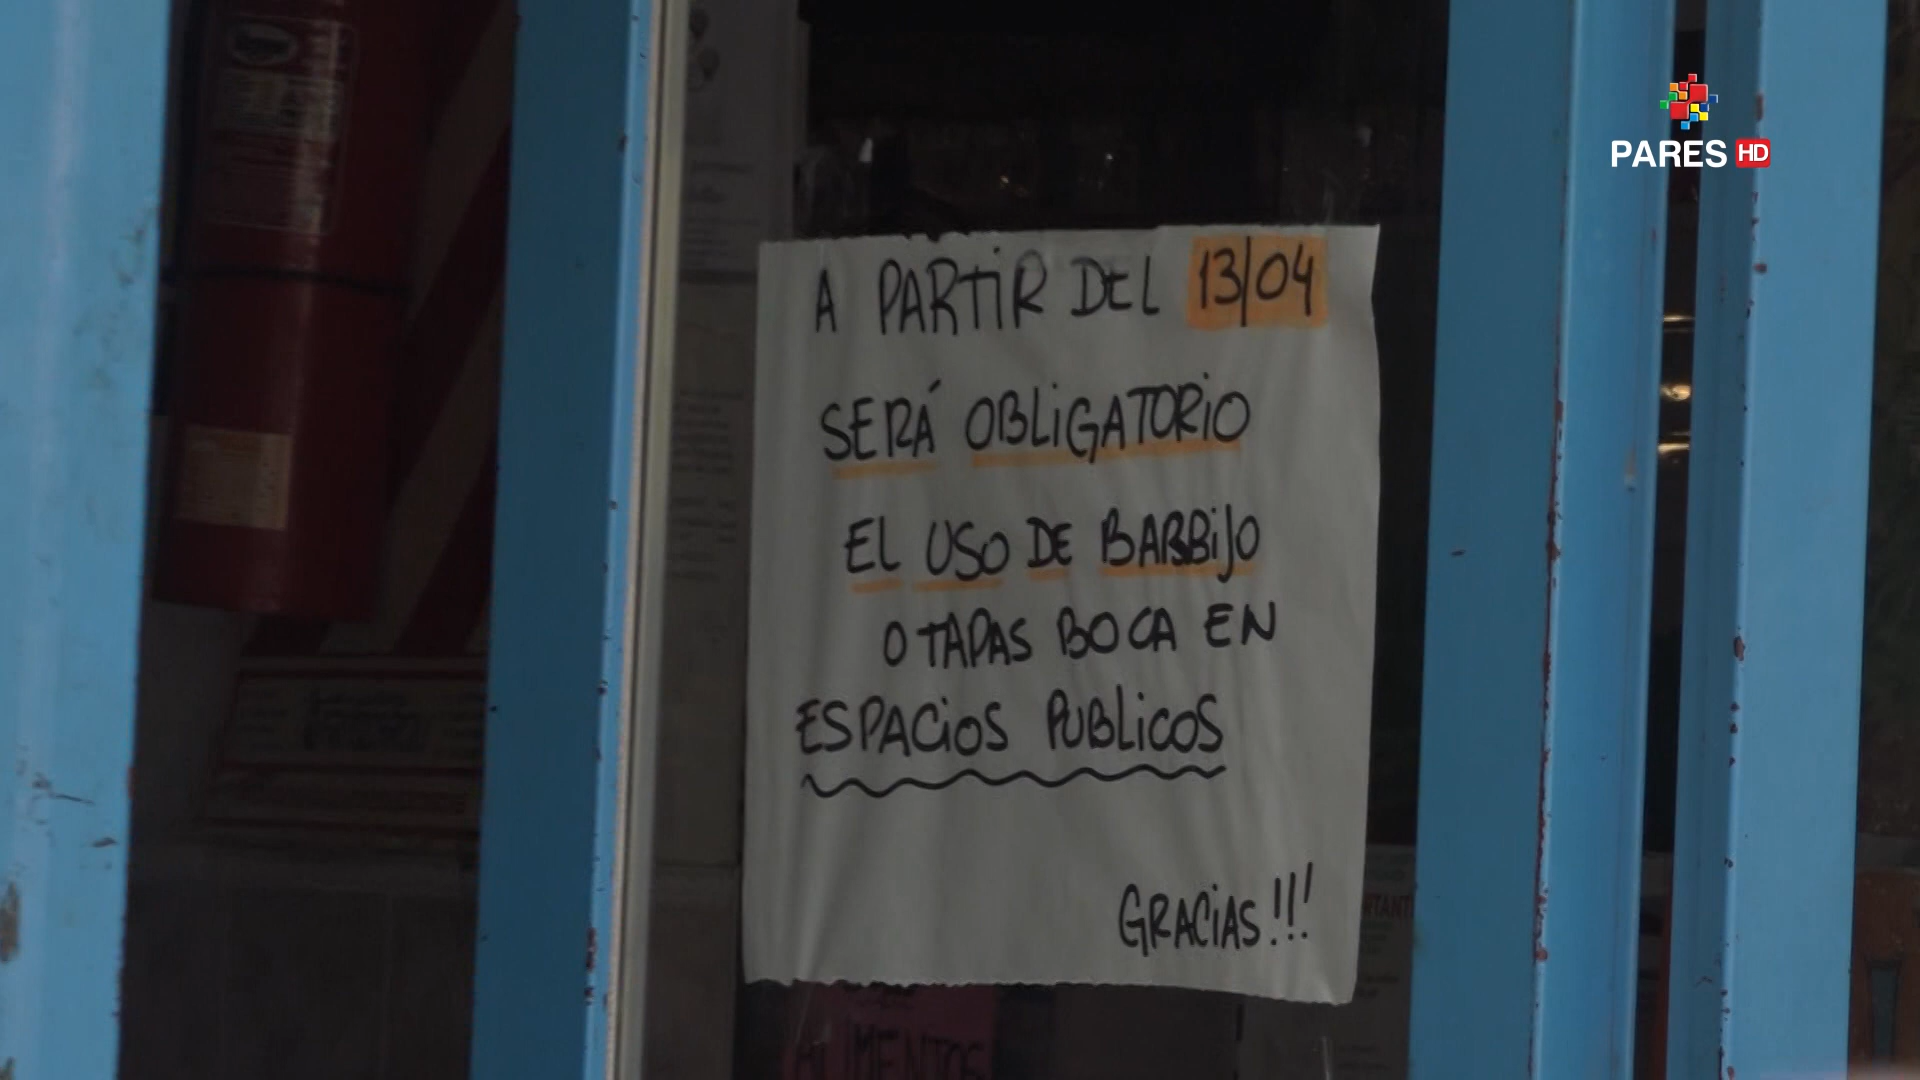 PARES HD
A PARTIR DEL 13/04
SERÁ OBLIGATORIO
EL USO DE BARBIJO
O TAPAS BOCA EN
ESPACIOS PUBLICOS
GRACIAS!!!